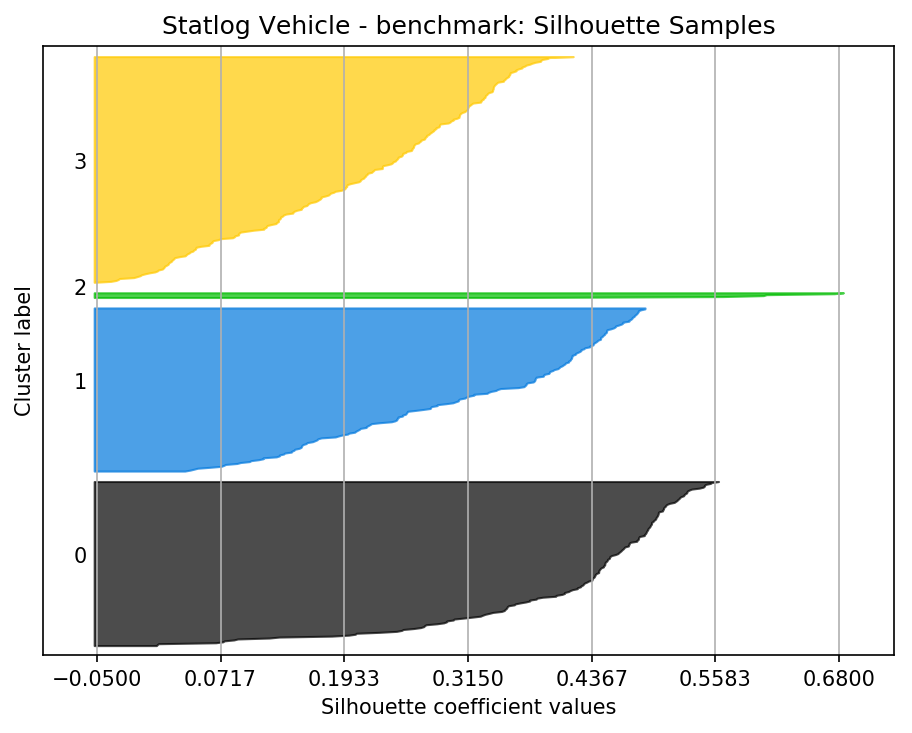 Statlog Vehicle - benchmark: Silhouette Samples
3
2
1
0
Cluster label
−0.0500 0.0717 0.1933 0.3150 0.4367 0.5583 0.6800
Silhouette coefficient values